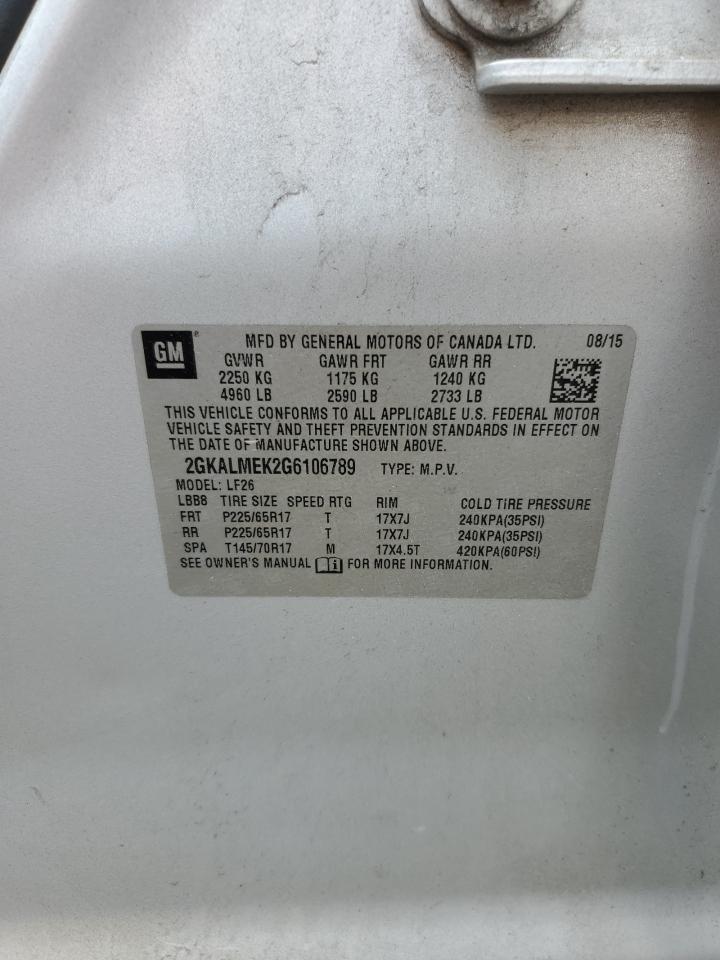 GM ® MFD BY GENERAL MOTORS OF CANADA LTD. 08/15
GVWR GAWR FRT GAWR RR
2250 KG 1175 KG 1240 KG
4960 LB 2590 LB 2733 LB
THIS VEHICLE CONFORMS TO ALL APPLICABLE U.S. FEDERAL MOTOR
VEHICLE SAFETY AND THEFT PREVENTION STANDARDS IN EFFECT ON
THE DATE OF MANUFACTURE SHOWN ABOVE.
2GKALMEK2G6106789 TYPE: M.P.V.
MODEL: LF26
LBB8 TIRE SIZE SPEED RTG RIM COLD TIRE PRESSURE
FRT P225/65R17 T 17X7J 240KPA(35PSI)
RR P225/65R17 T 17X7J 240KPA(35PSI)
SPA T145/70R17 M 17X4.5T 420KPA(60PSI)
SEE OWNER'S MANUAL i FOR MORE INFORMATION.